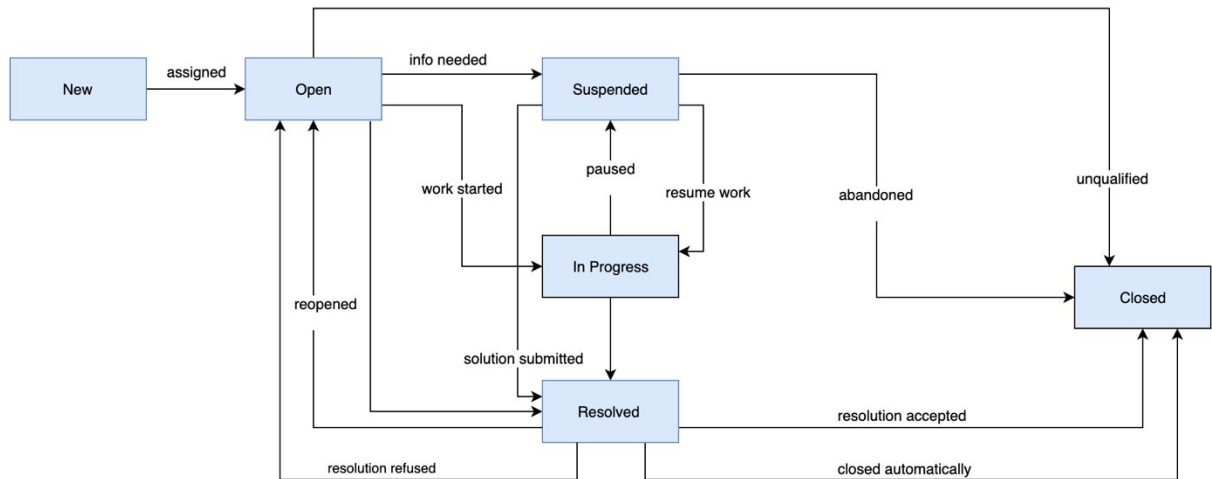 info needed
assigned
New
Open
Suspended
paused
unqualified
work started
resume work
abandoned
In Progress
Closed
reopened
solution submitted
Resolved
resolution accepted
resolution refused
closed automatically